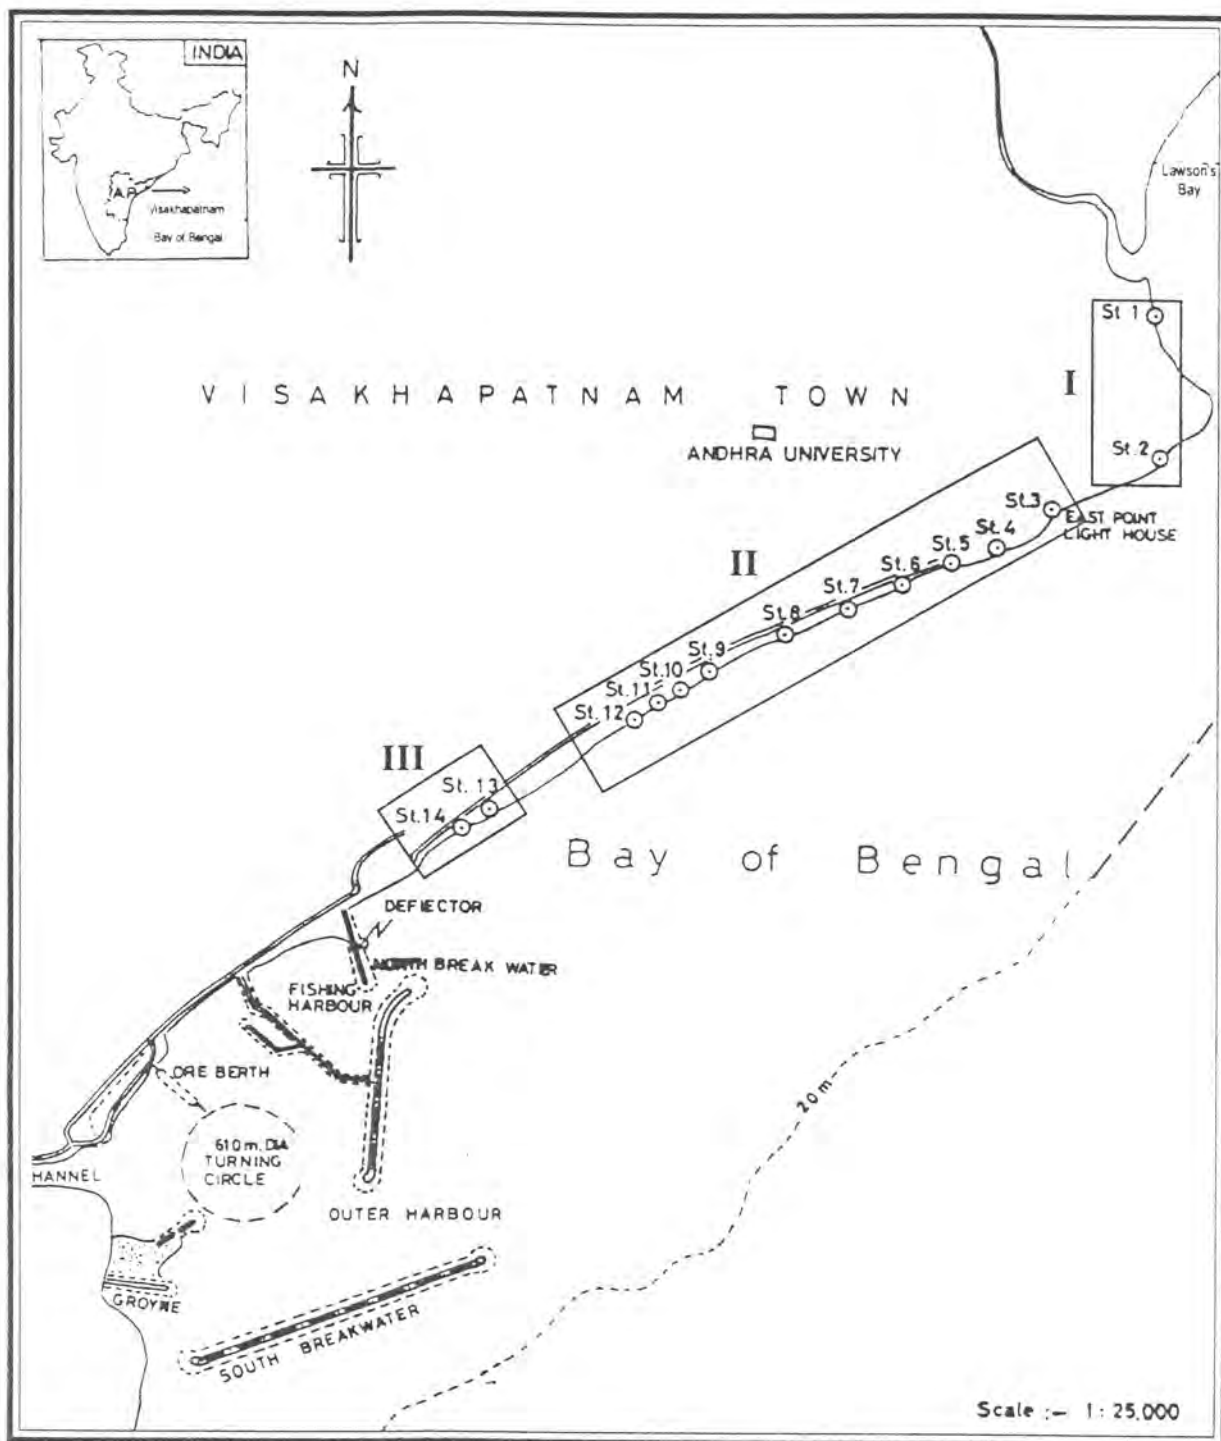 INDIA
A.P.
Visakhapatnam
Bay of Bengal
N
Lawson's
Bay
St 1
I
VISAKHAPATNAM TOWN
ANDHRA UNIVERSITY
St.2
St.3
EAST POINT
LIGHT HOUSE
St.4
St.5
II
St.6
St.7
St.8
St.9
St.10
St.11
St.12
III
St. 13
St.14
Bay of Bengal
DEFLECTOR
NORTH BREAK WATER
FISHING
HARBOUR
ORE BERTH
20 m
610 m. DIA
TURNING
CIRCLE
HANNEL
OUTER HARBOUR
GROYNE
SOUTH BREAKWATER
Scale :- 1 : 25,000